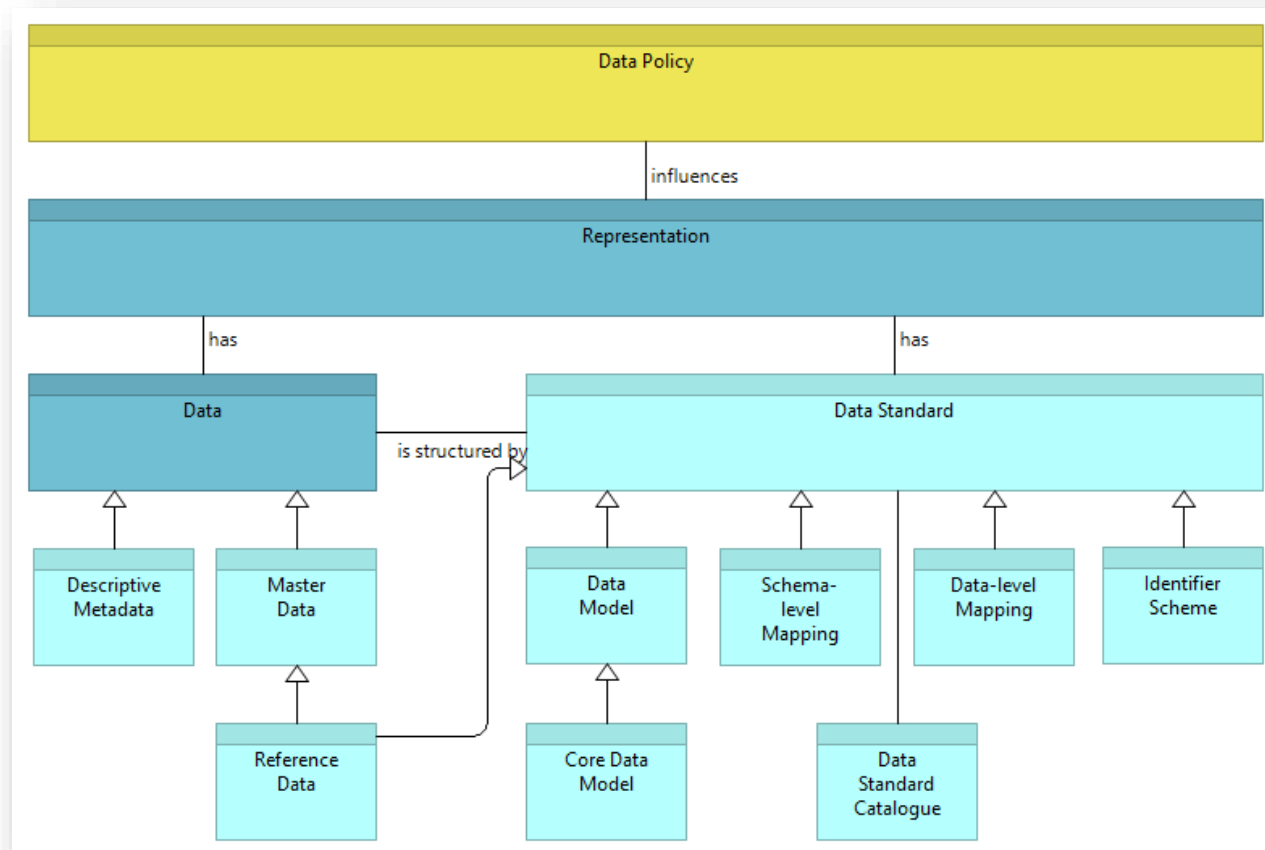 Data Policy
influences
Representation
has
has
Data
Data Standard
is structured by
Descriptive
Metadata
Master
Data
Data
Model
Schema-
level
Mapping
Data-level
Mapping
Identifier
Scheme
Reference
Data
Core Data
Model
Data
Standard
Catalogue